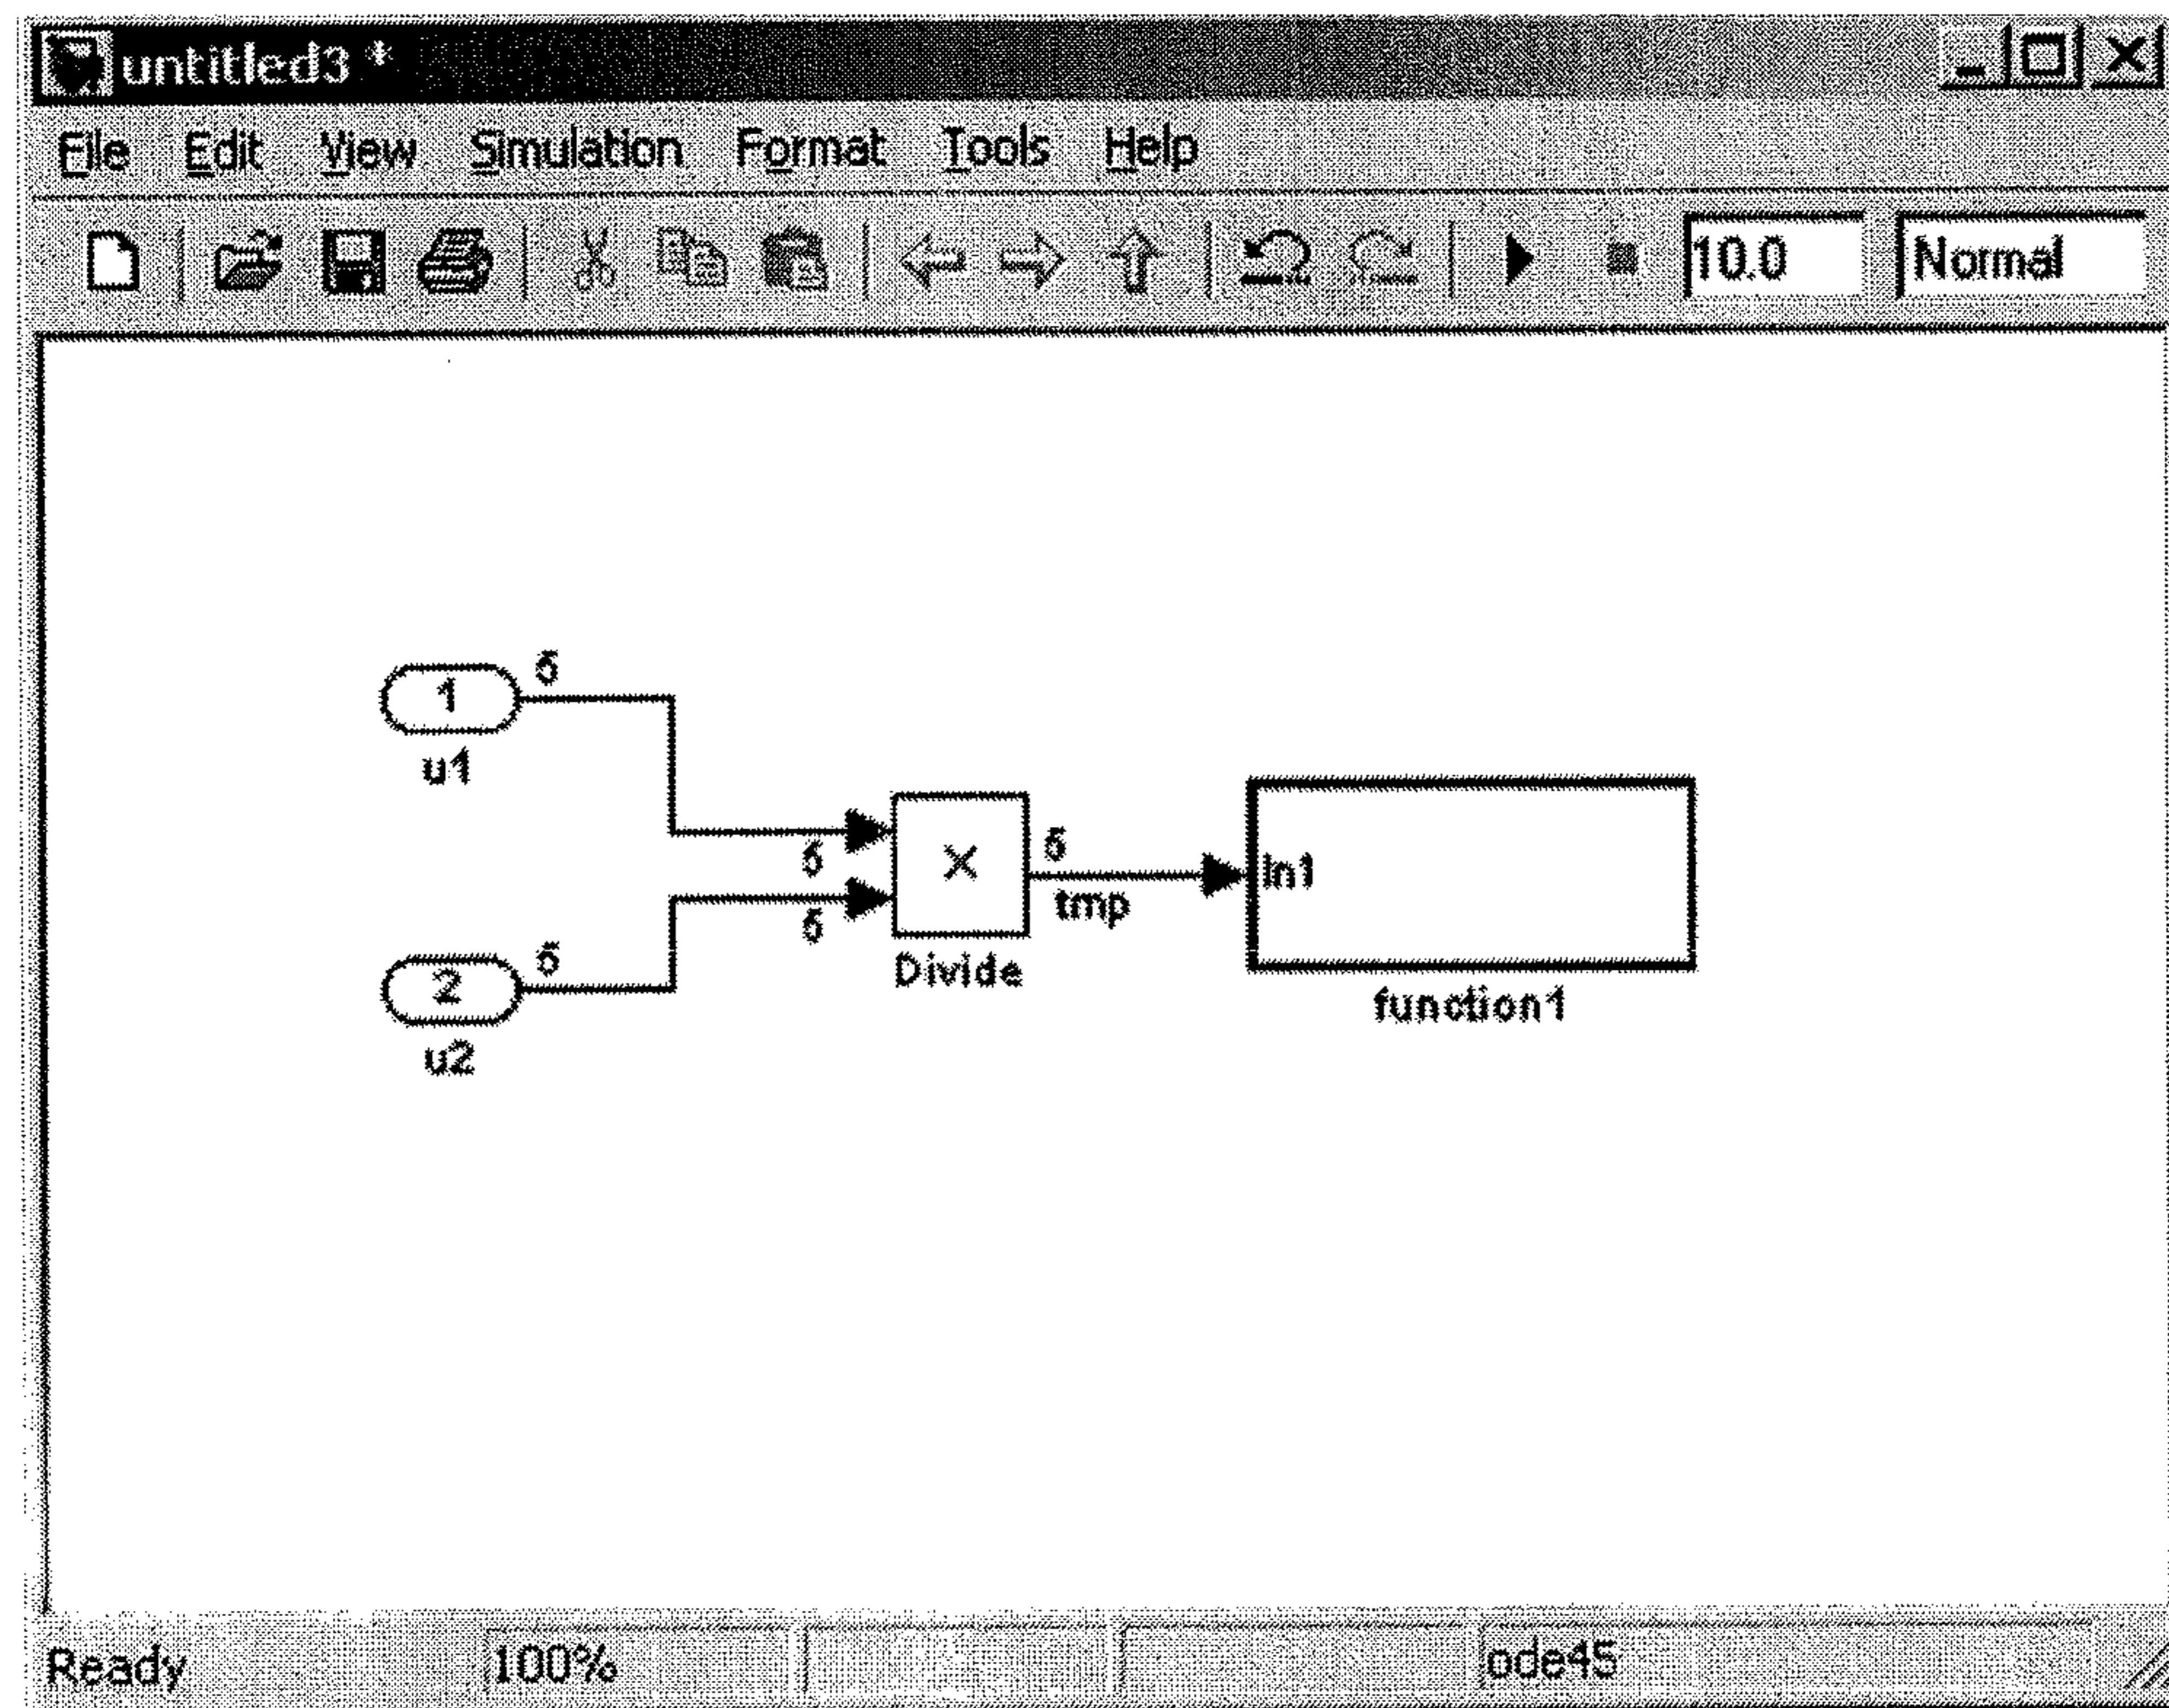 untitled3 *
File Edit View Simulation Format Tools Help
10.0 Normal
1 5
u1
5
5
×
5
tmp
In1
Divide
function1
2 5
u2
Ready 100% ode45